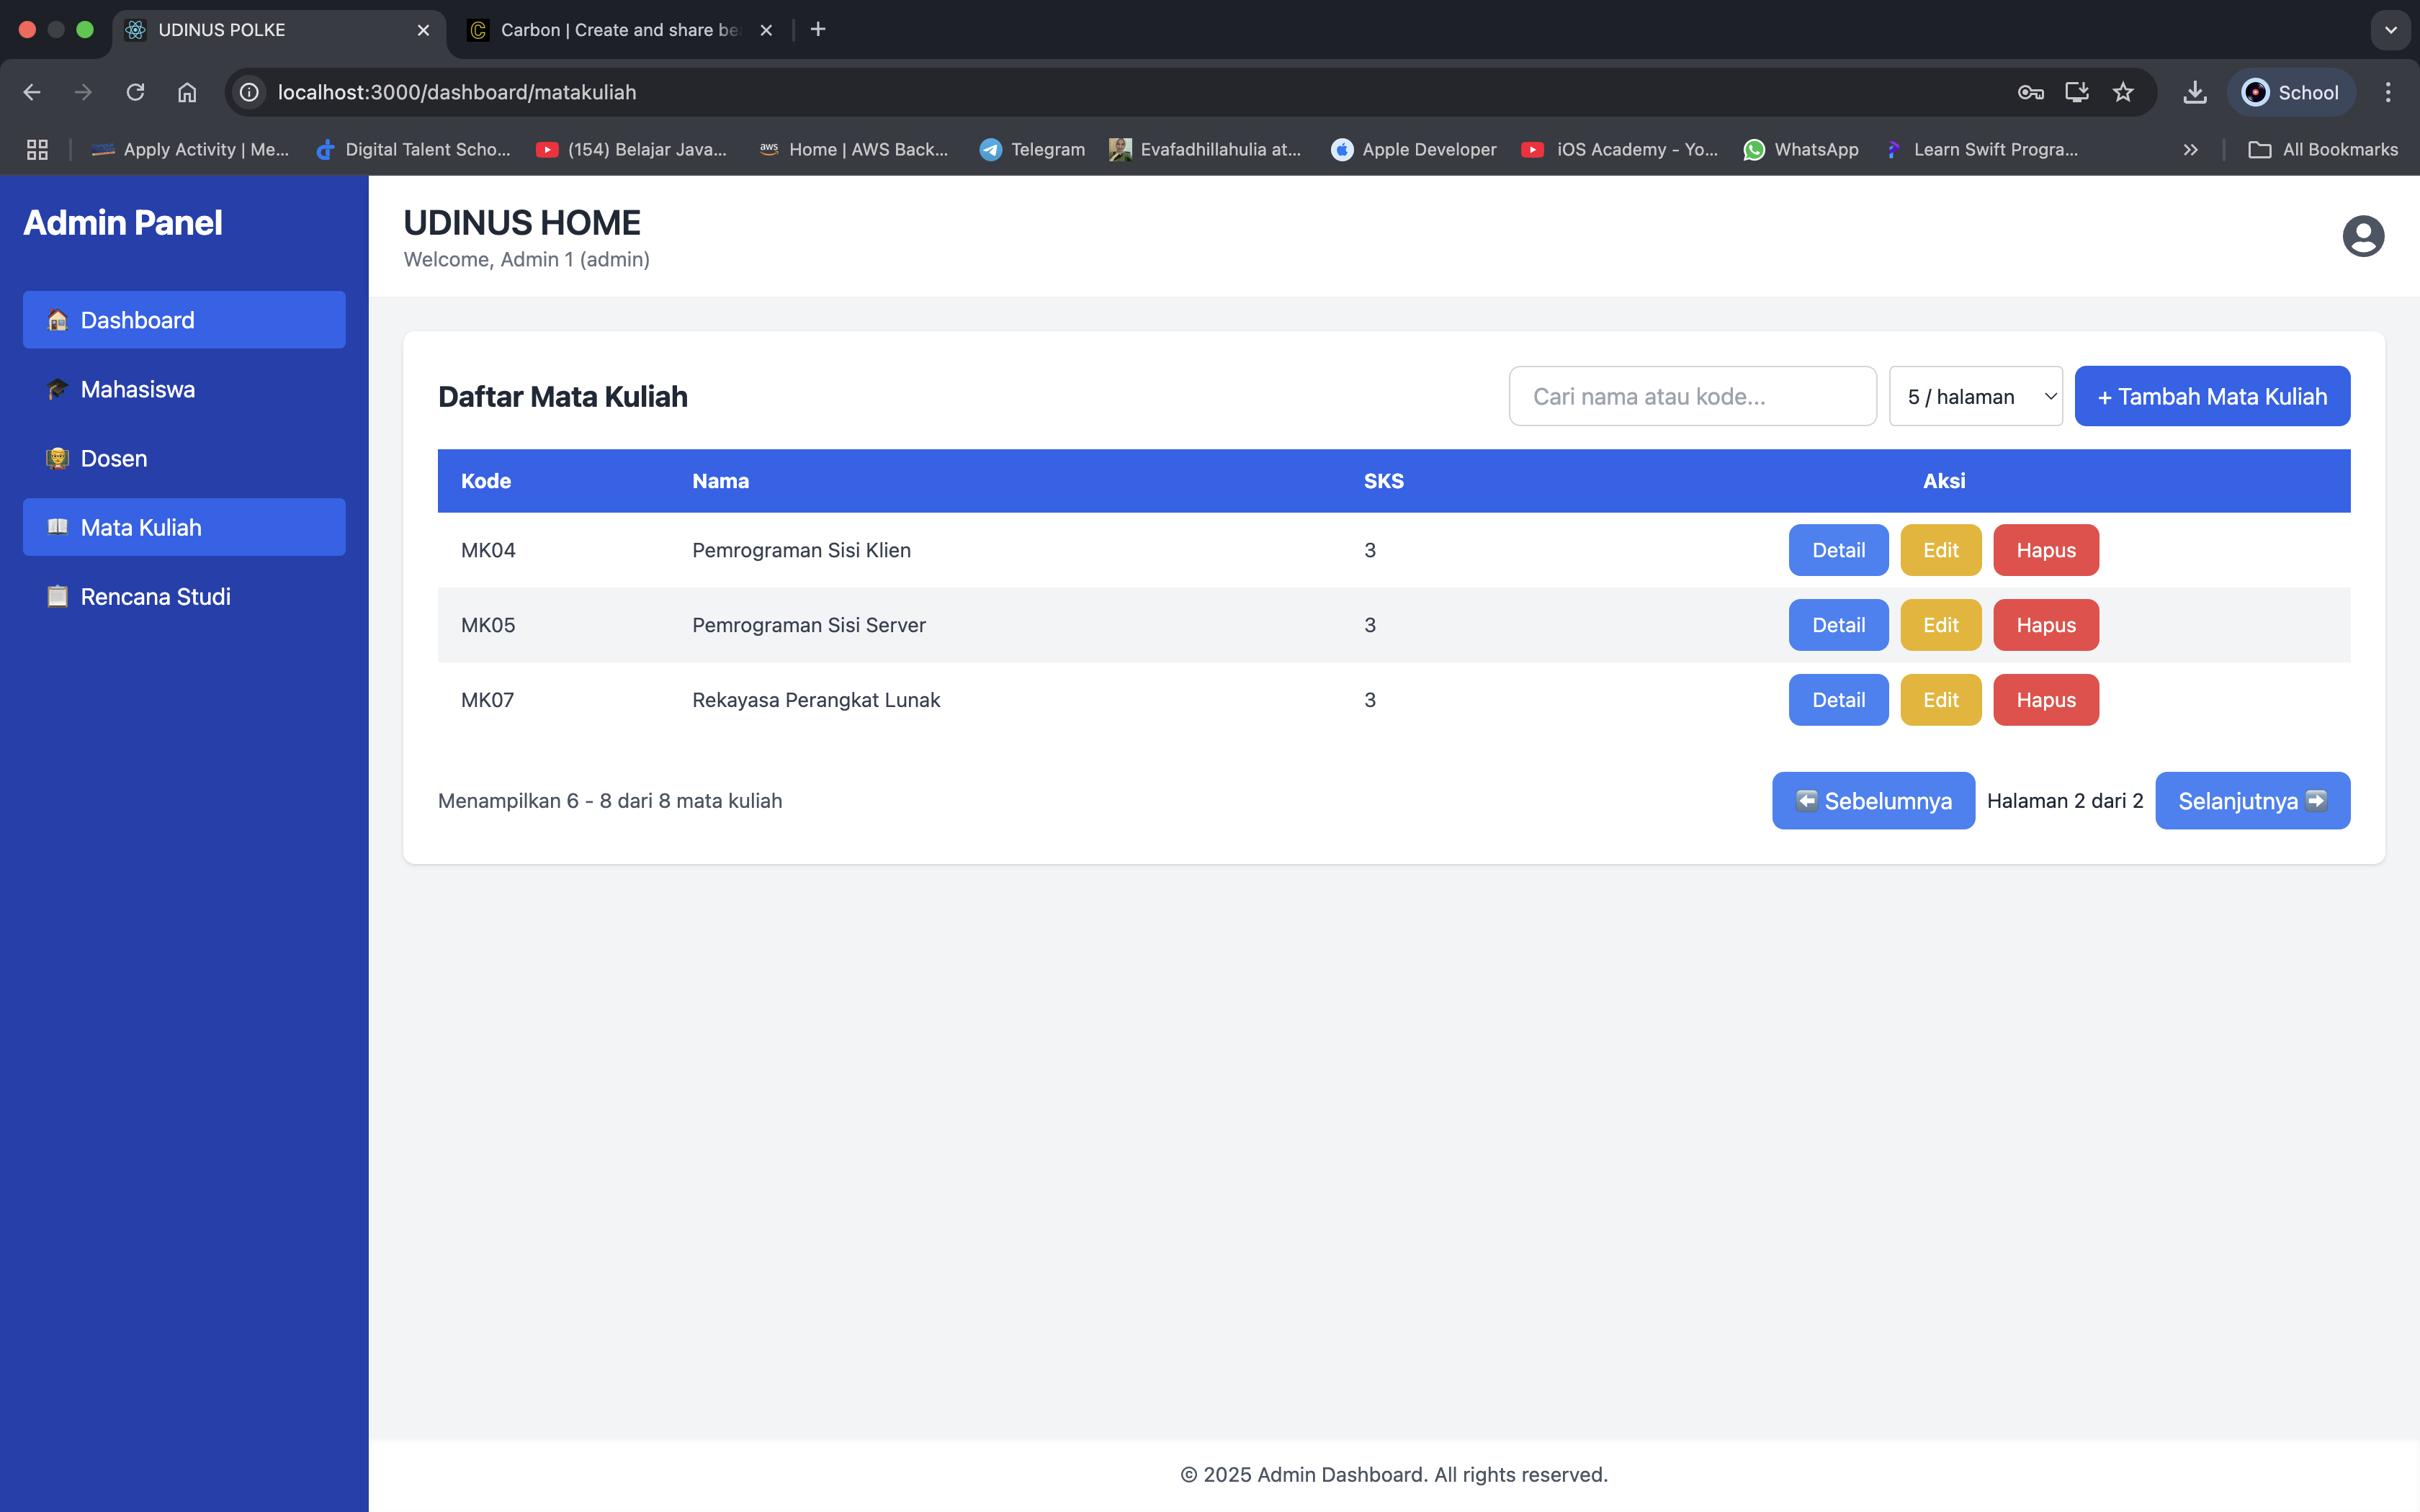 UDINUS POLKE
Carbon | Create and share be
localhost:3000/dashboard/matakuliah
School
Apply Activity | Me...
Digital Talent Scho...
(154) Belajar Java...
aws
Home | AWS Back...
Telegram
Evafadhillahulia at...
Apple Developer
iOS Academy - Yo...
WhatsApp
Learn Swift Progra...
All Bookmarks
Admin Panel
Dashboard
Mahasiswa
Dosen
Mata Kuliah
Rencana Studi
UDINUS HOME
Welcome, Admin 1 (admin)
Daftar Mata Kuliah
Cari nama atau kode...
5 / halaman
+ Tambah Mata Kuliah
Kode Nama SKS Aksi
MK04 Pemrograman Sisi Klien 3 Detail Edit Hapus
MK05 Pemrograman Sisi Server 3 Detail Edit Hapus
MK07 Rekayasa Perangkat Lunak 3 Detail Edit Hapus
Menampilkan 6 - 8 dari 8 mata kuliah
⬅️ Sebelumnya
Halaman 2 dari 2
Selanjutnya ➡️
© 2025 Admin Dashboard. All rights reserved.